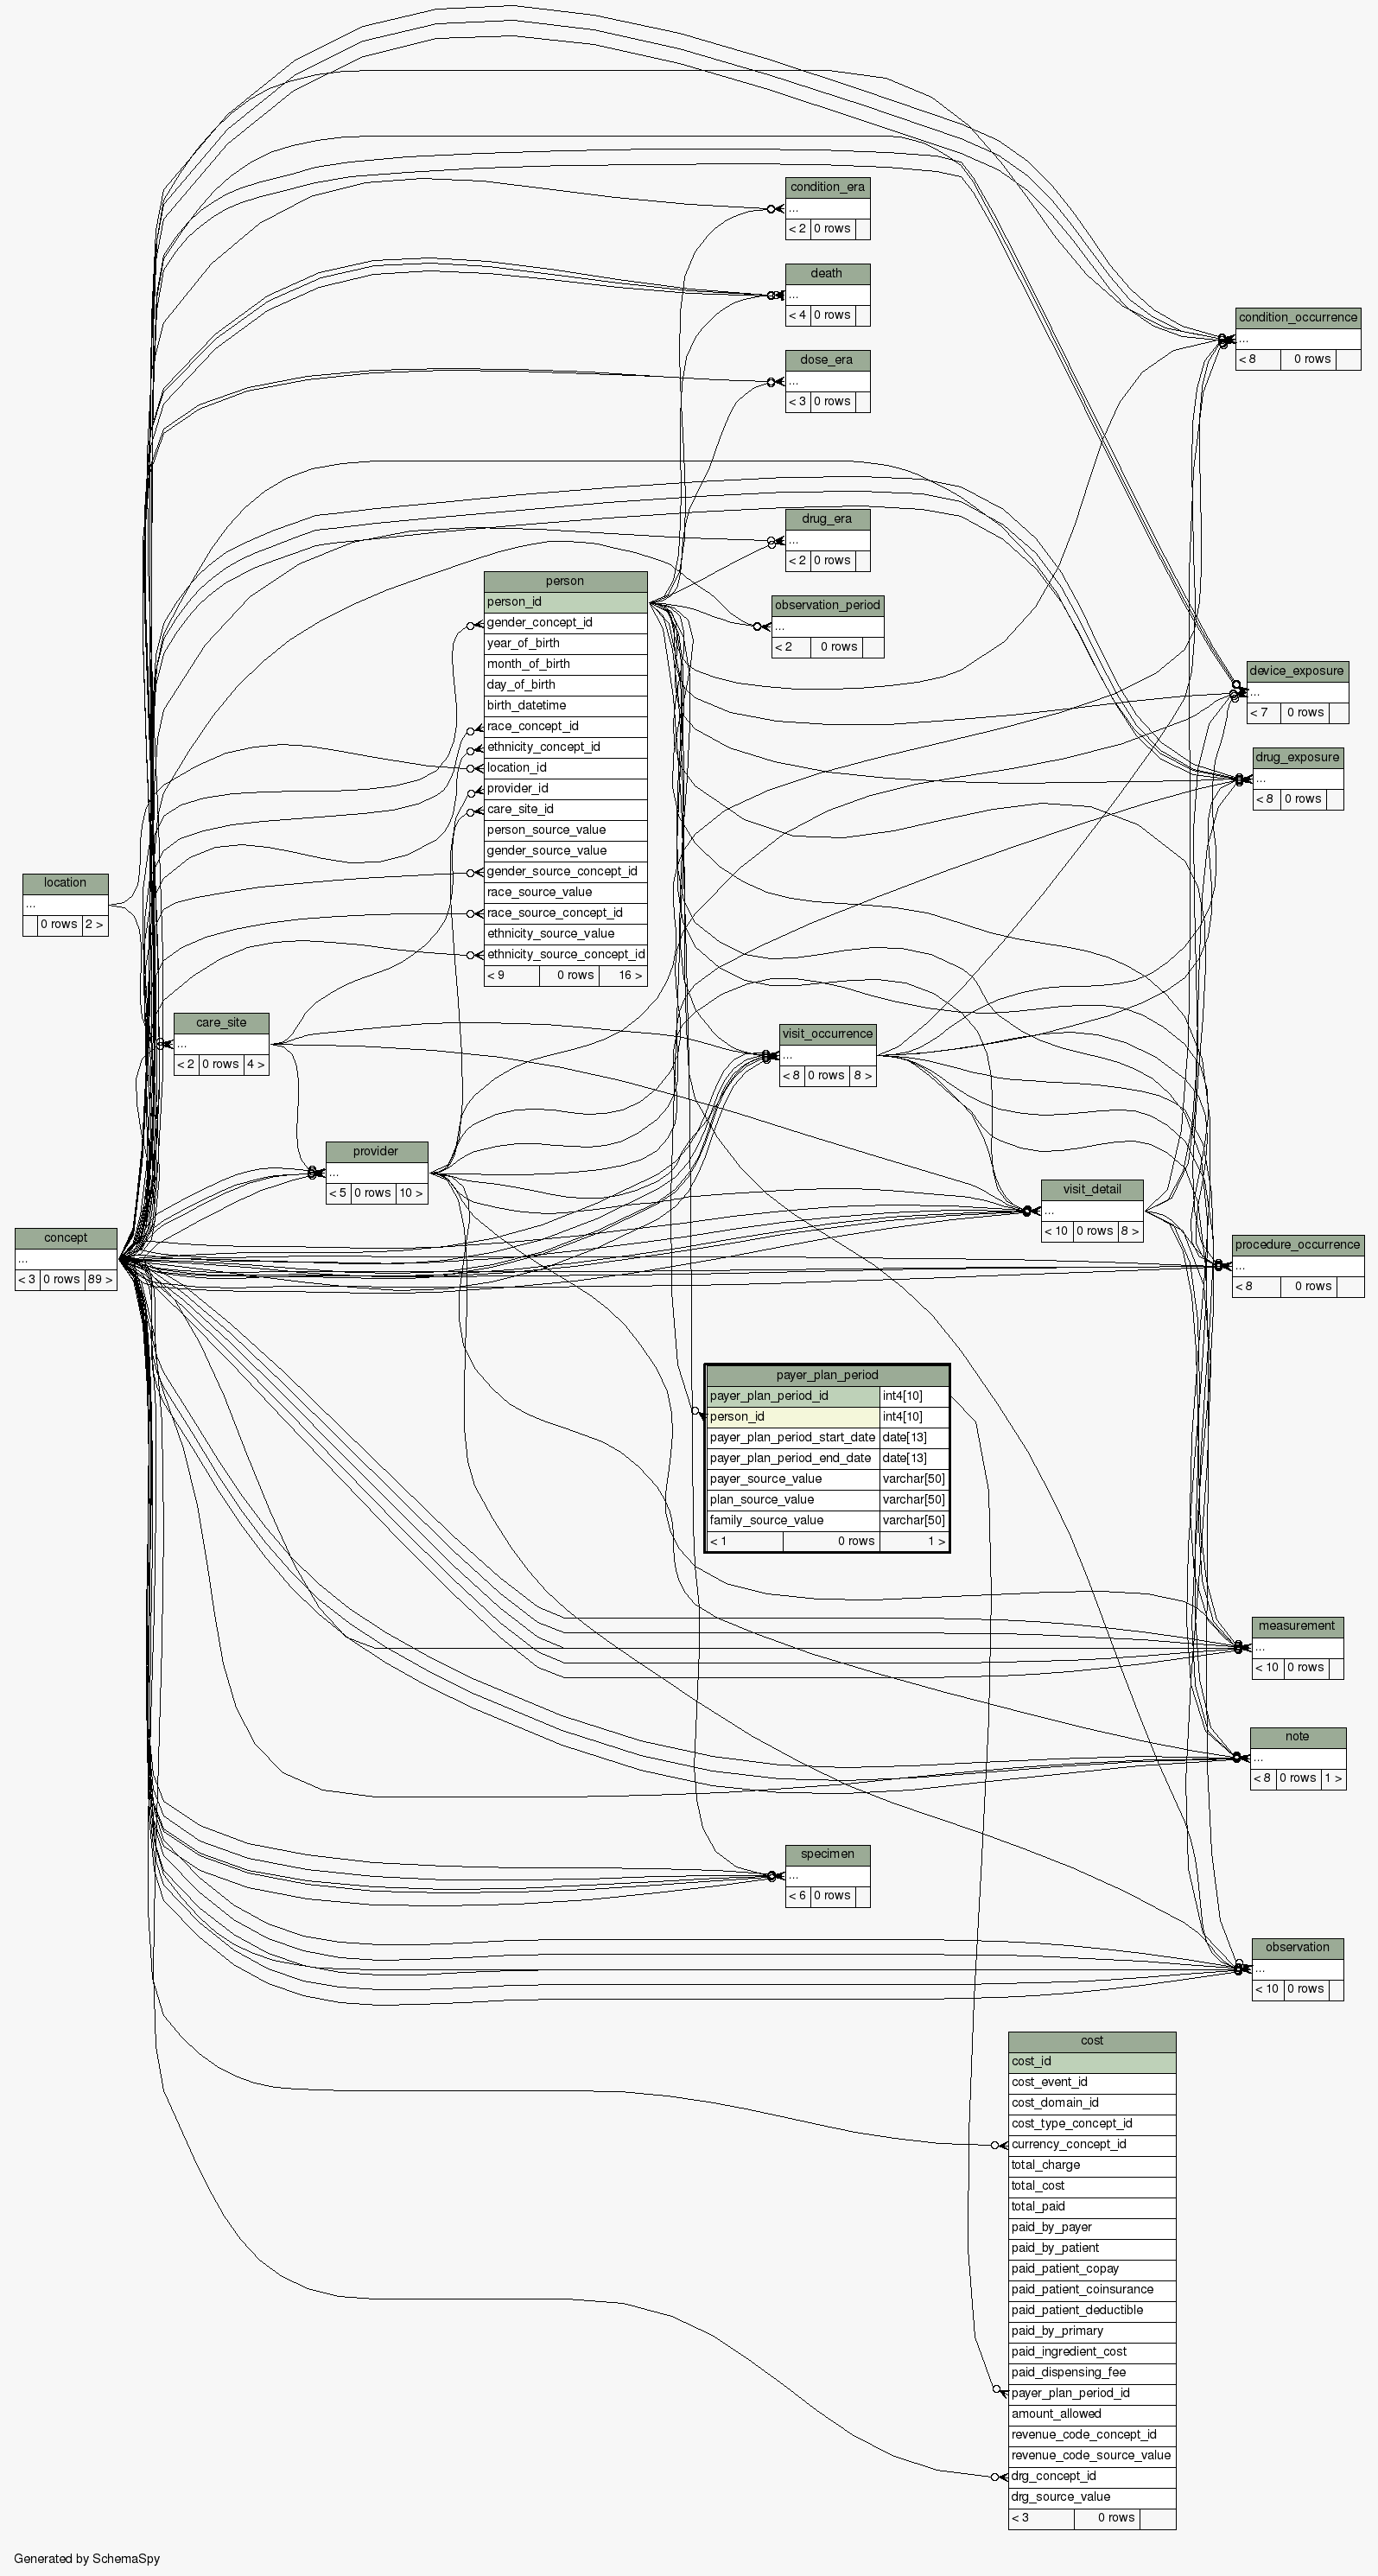 condition_era
...
< 2 0 rows
death
...
< 4 0 rows
condition_occurrence
...
< 8 0 rows
dose_era
...
< 3 0 rows
drug_era
...
< 2 0 rows
person
person_id
gender_concept_id
year_of_birth
month_of_birth
day_of_birth
birth_datetime
race_concept_id
ethnicity_concept_id
location_id
provider_id
care_site_id
person_source_value
gender_source_value
gender_source_concept_id
race_source_value
race_source_concept_id
ethnicity_source_value
ethnicity_source_concept_id
< 9 0 rows 16 >
observation_period
...
< 2 0 rows
device_exposure
...
< 7 0 rows
drug_exposure
...
< 8 0 rows
location
...
0 rows 2 >
care_site
...
< 2 0 rows 4 >
visit_occurrence
...
< 8 0 rows 8 >
provider
...
< 5 0 rows 10 >
visit_detail
...
< 10 0 rows 8 >
concept
...
< 3 0 rows 89 >
procedure_occurrence
...
< 8 0 rows
payer_plan_period
payer_plan_period_id int4[10]
person_id int4[10]
payer_plan_period_start_date date[13]
payer_plan_period_end_date date[13]
payer_source_value varchar[50]
plan_source_value varchar[50]
family_source_value varchar[50]
< 1 0 rows 1 >
measurement
...
< 10 0 rows
note
...
< 8 0 rows 1 >
specimen
...
< 6 0 rows
observation
...
< 10 0 rows
cost
cost_id
cost_event_id
cost_domain_id
cost_type_concept_id
currency_concept_id
total_charge
total_cost
total_paid
paid_by_payer
paid_by_patient
paid_patient_copay
paid_patient_coinsurance
paid_patient_deductible
paid_by_primary
paid_ingredient_cost
paid_dispensing_fee
payer_plan_period_id
amount_allowed
revenue_code_concept_id
revenue_code_source_value
drg_concept_id
drg_source_value
< 3 0 rows
Generated by SchemaSpy